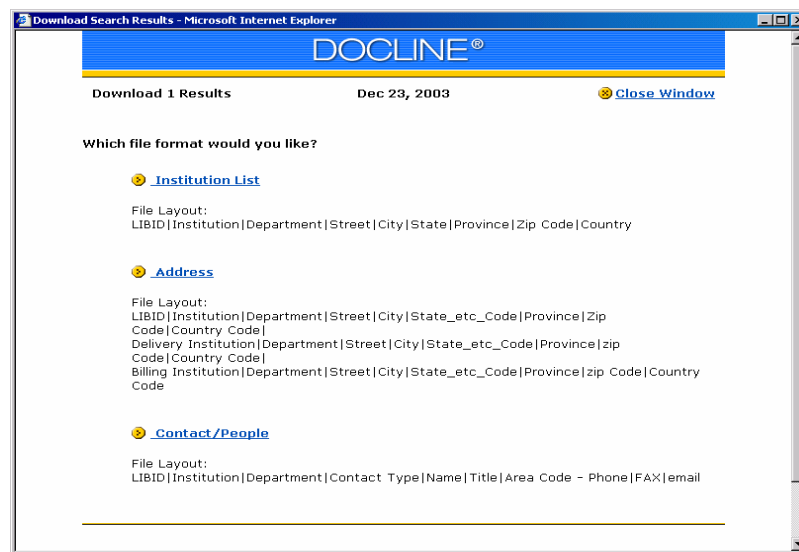 Download Search Results - Microsoft Internet Explorer
DOCLINE®
Download 1 Results Dec 23, 2003 Close Window
Which file format would you like?
Institution List
File Layout:
LIBID|Institution|Department|Street|City|State|Province|Zip Code|Country
Address
File Layout:
LIBID|Institution|Department|Street|City|State_etc_Code|Province|Zip
Code|Country Code|
Delivery Institution|Department|Street|City|State_etc_Code|Province|zip
Code|Country Code|
Billing Institution|Department|Street|City|State_etc_Code|Province|zip Code|Country
Code
Contact/People
File Layout:
LIBID|Institution|Department|Contact Type|Name|Title|Area Code - Phone|FAX|email